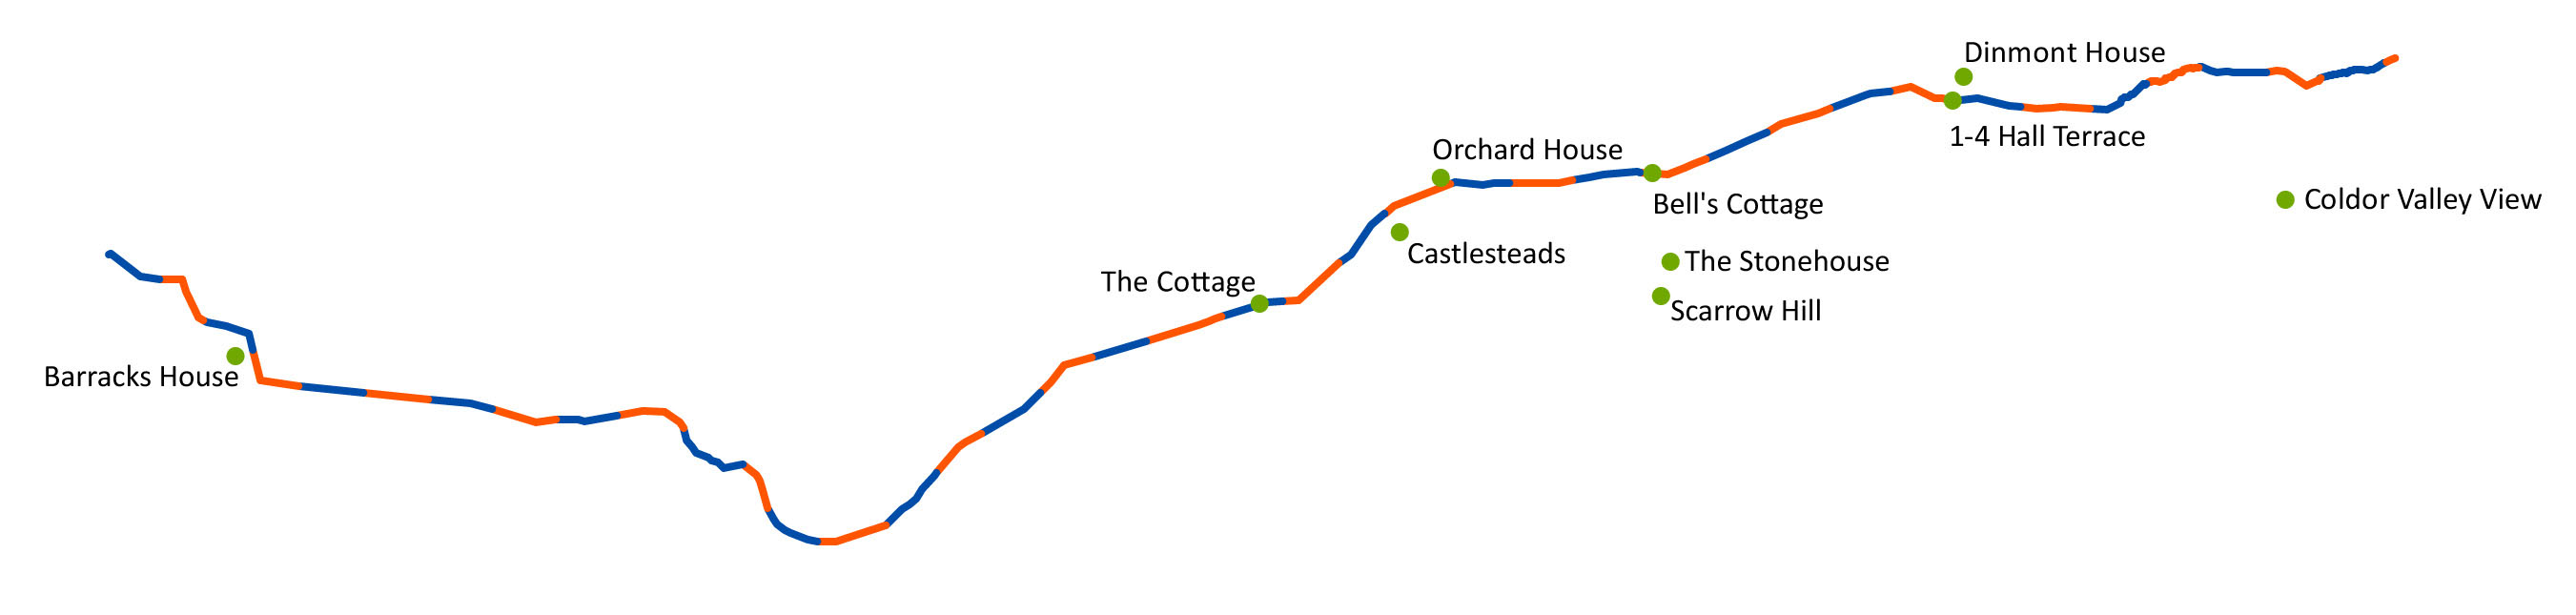 Dinmont House
1-4 Hall Terrace
Orchard House
Bell's Cottage
Coldor Valley View
Castlesteads
The Stonehouse
The Cottage
Scarrow Hill
Barracks House